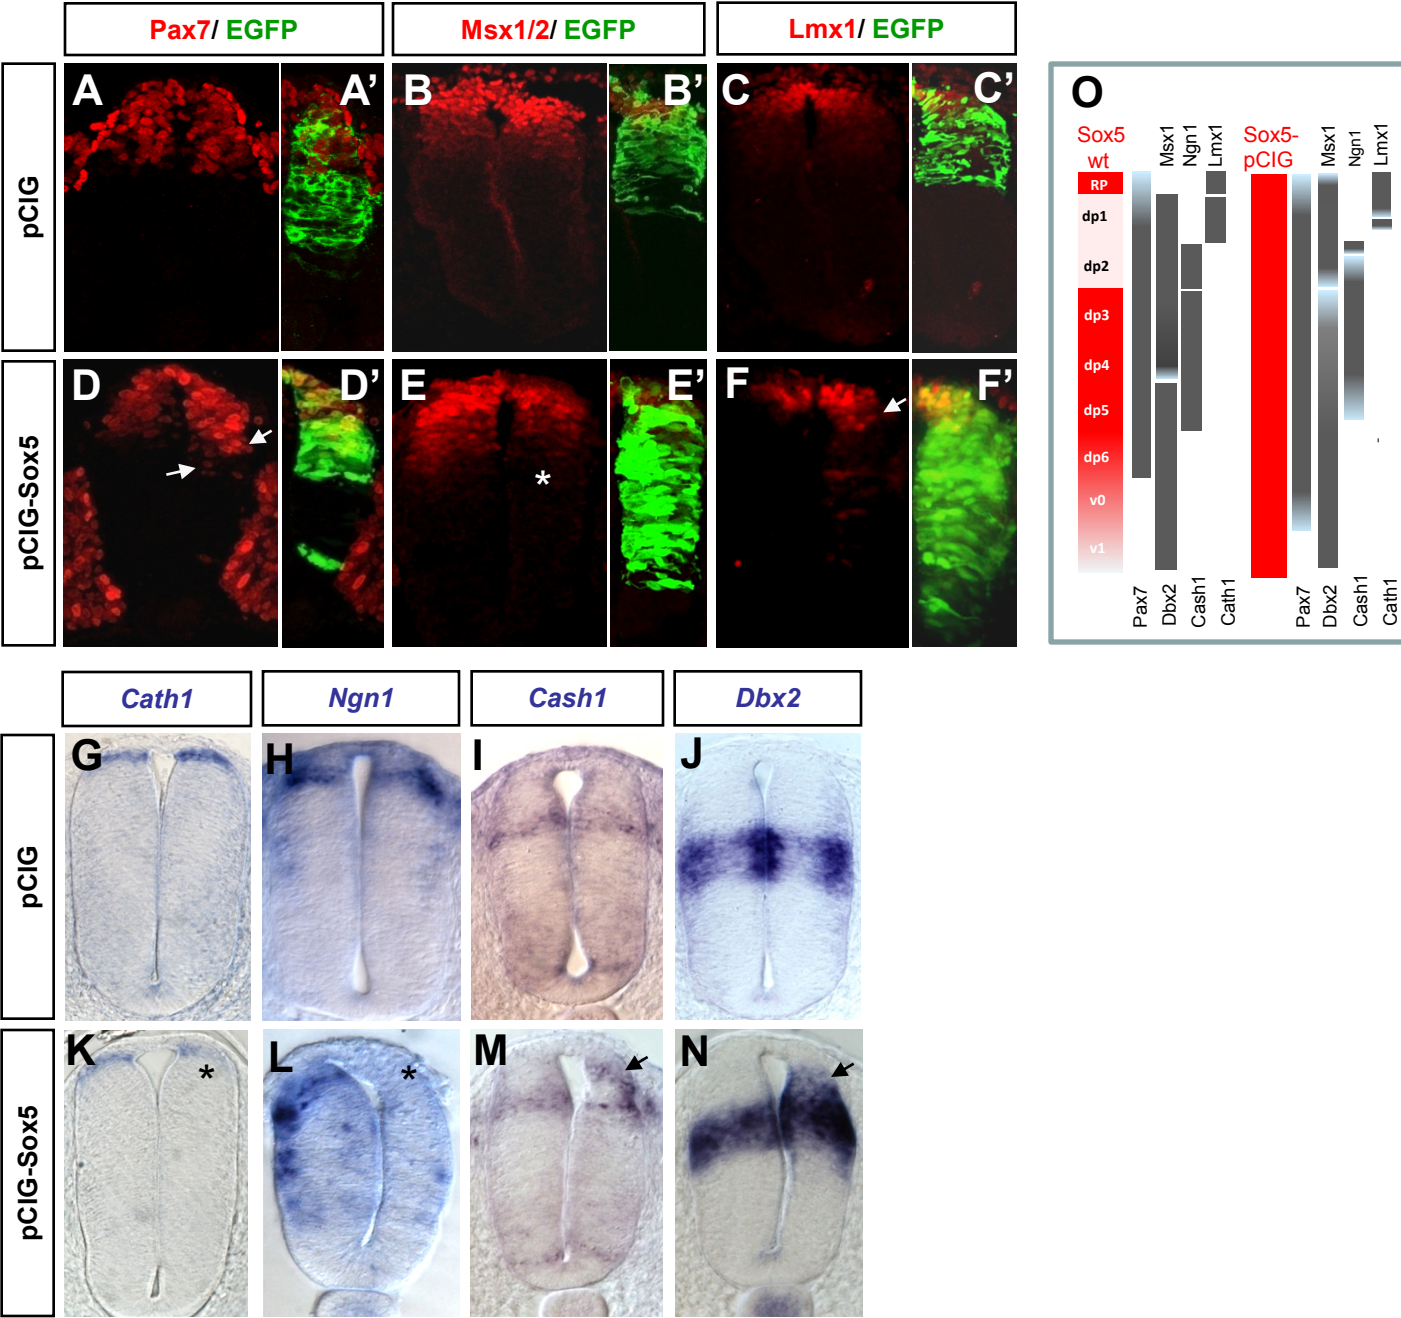 Pax7/ EGFP
Msx1/2/ EGFP
Lmx1/ EGFP
pCIG
A
A’
B
B’
C
C’
pCIG-Sox5
D
D’
E
*
E’
F
F’
O
Sox5
wt
Msx1
Ngn1
Lmx1
Sox5-
pCIG
Msx1
Ngn1
Lmx1
RP
dp1
dp2
dp3
dp4
dp5
dp6
v0
v1
Pax7
Dbx2
Cash1
Cath1
Pax7
Dbx2
Cash1
Cath1
Cath1
Ngn1
Cash1
Dbx2
pCIG
G
H
I
J
pCIG-Sox5
K
*
L
*
M
N